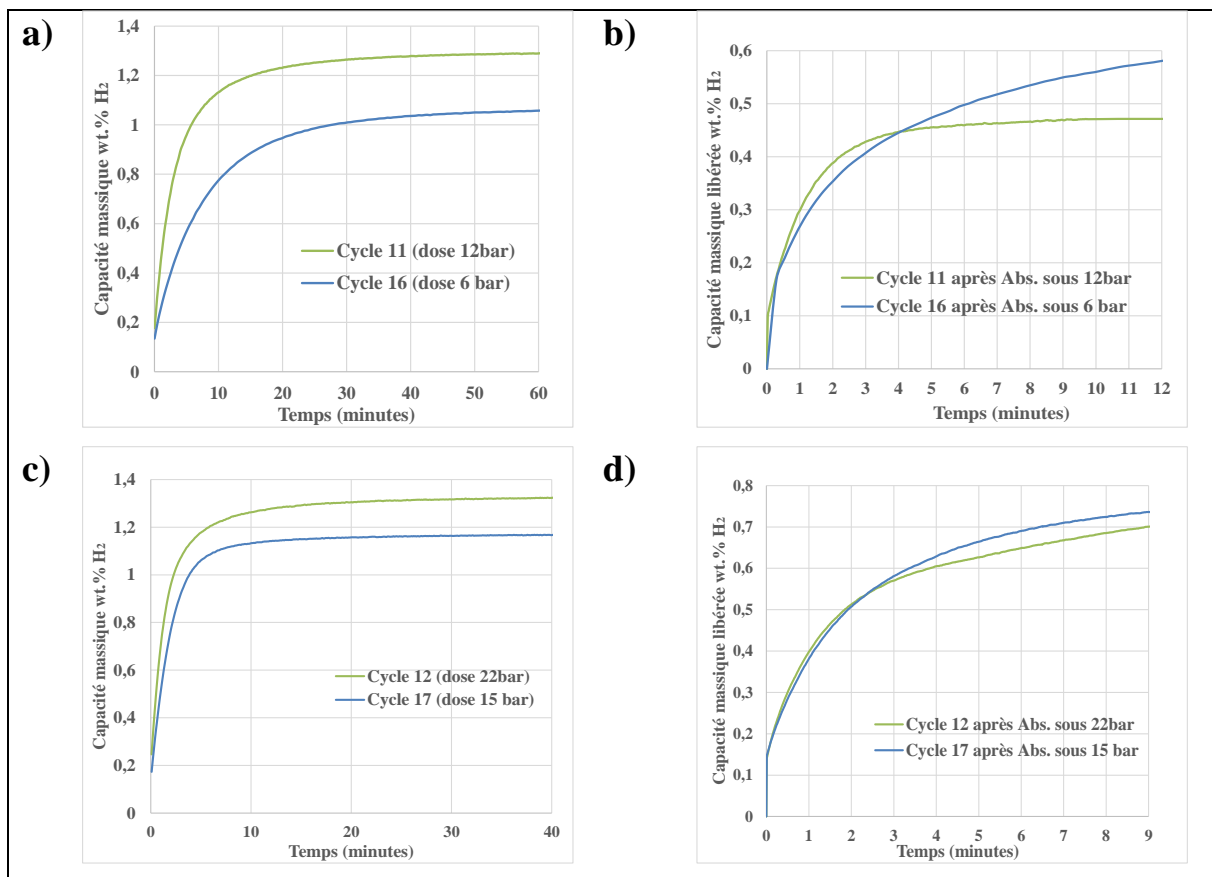 a)
Capacité massique wt.% H₂
1,4
1,2
1
0,8
0,6
0,4
0,2
0
0 10 20 30 40 50 60
Temps (minutes)
Cycle 11 (dose 12bar)
Cycle 16 (dose 6 bar)
b)
Capacité massique libérée wt.% H₂
0,6
0,5
0,4
0,3
0,2
0,1
0
0 1 2 3 4 5 6 7 8 9 10 11 12
Temps (minutes)
Cycle 11 après Abs. sous 12bar
Cycle 16 après Abs. sous 6 bar
c)
Capacité massique wt.% H₂
1,4
1,2
1
0,8
0,6
0,4
0,2
0
0 10 20 30 40
Temps (minutes)
Cycle 12 (dose 22bar)
Cycle 17 (dose 15 bar)
d)
Capacité massique libérée wt.% H₂
0,8
0,7
0,6
0,5
0,4
0,3
0,2
0,1
0
0 1 2 3 4 5 6 7 8 9
Temps (minutes)
Cycle 12 après Abs. sous 22bar
Cycle 17 après Abs. sous 15 bar